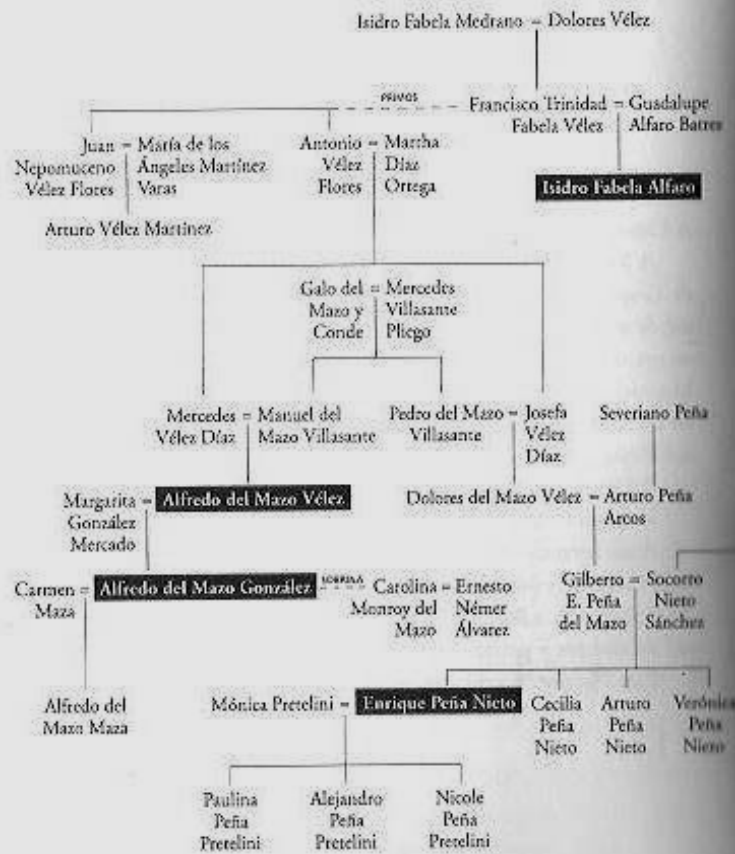 Isidro Fabela Medrano = Dolores Vélez
PRIMOS
Francisco Trinidad = Guadalupe
Fabela Vélez Alfaro Batres
Juan = María de los
Nepomuceno Ángeles Martínez
Vélez Flores Varas
Antonio = Martha
Vélez Díaz
Flores Ortega
Isidro Fabela Alfaro
Arturo Vélez Martínez
Galo del = Mercedes
Mazo y Villasante
Conde Pliego
Mercedes = Manuel del
Vélez Díaz Mazo Villasante
Pedro del Mazo = Josefa
Villasante Vélez
Díaz
Severiano Peña
Margarita = Alfredo del Mazo Vélez
González
Mercado
Dolores del Mazo Vélez = Arturo Peña
Arcos
Carmen = Alfredo del Mazo González
Maza
SOBRINA
Carolina = Ernesto
Monroy del Némer
Mazo Álvarez
Gilberto = Socorro
E. Peña Nieto
del Mazo Sánchez
Alfredo del
Mazo Maza
Mónica Pretelini = Enrique Peña Nieto
Cecilia
Peña
Nieto
Arturo
Peña
Nieto
Verónica
Peña
Nieto
Paulina
Peña
Pretelini
Alejandro
Peña
Pretelini
Nicole
Peña
Pretelini